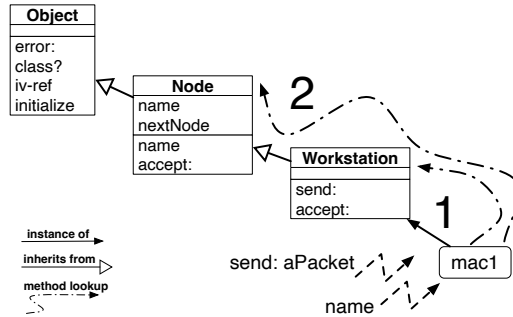 Object
error:
class?
iv-ref
initialize
Node
name
nextNode
name
accept:
2
Workstation
send:
accept:
1
instance of
inherits from
method lookup
send: aPacket
mac1
name